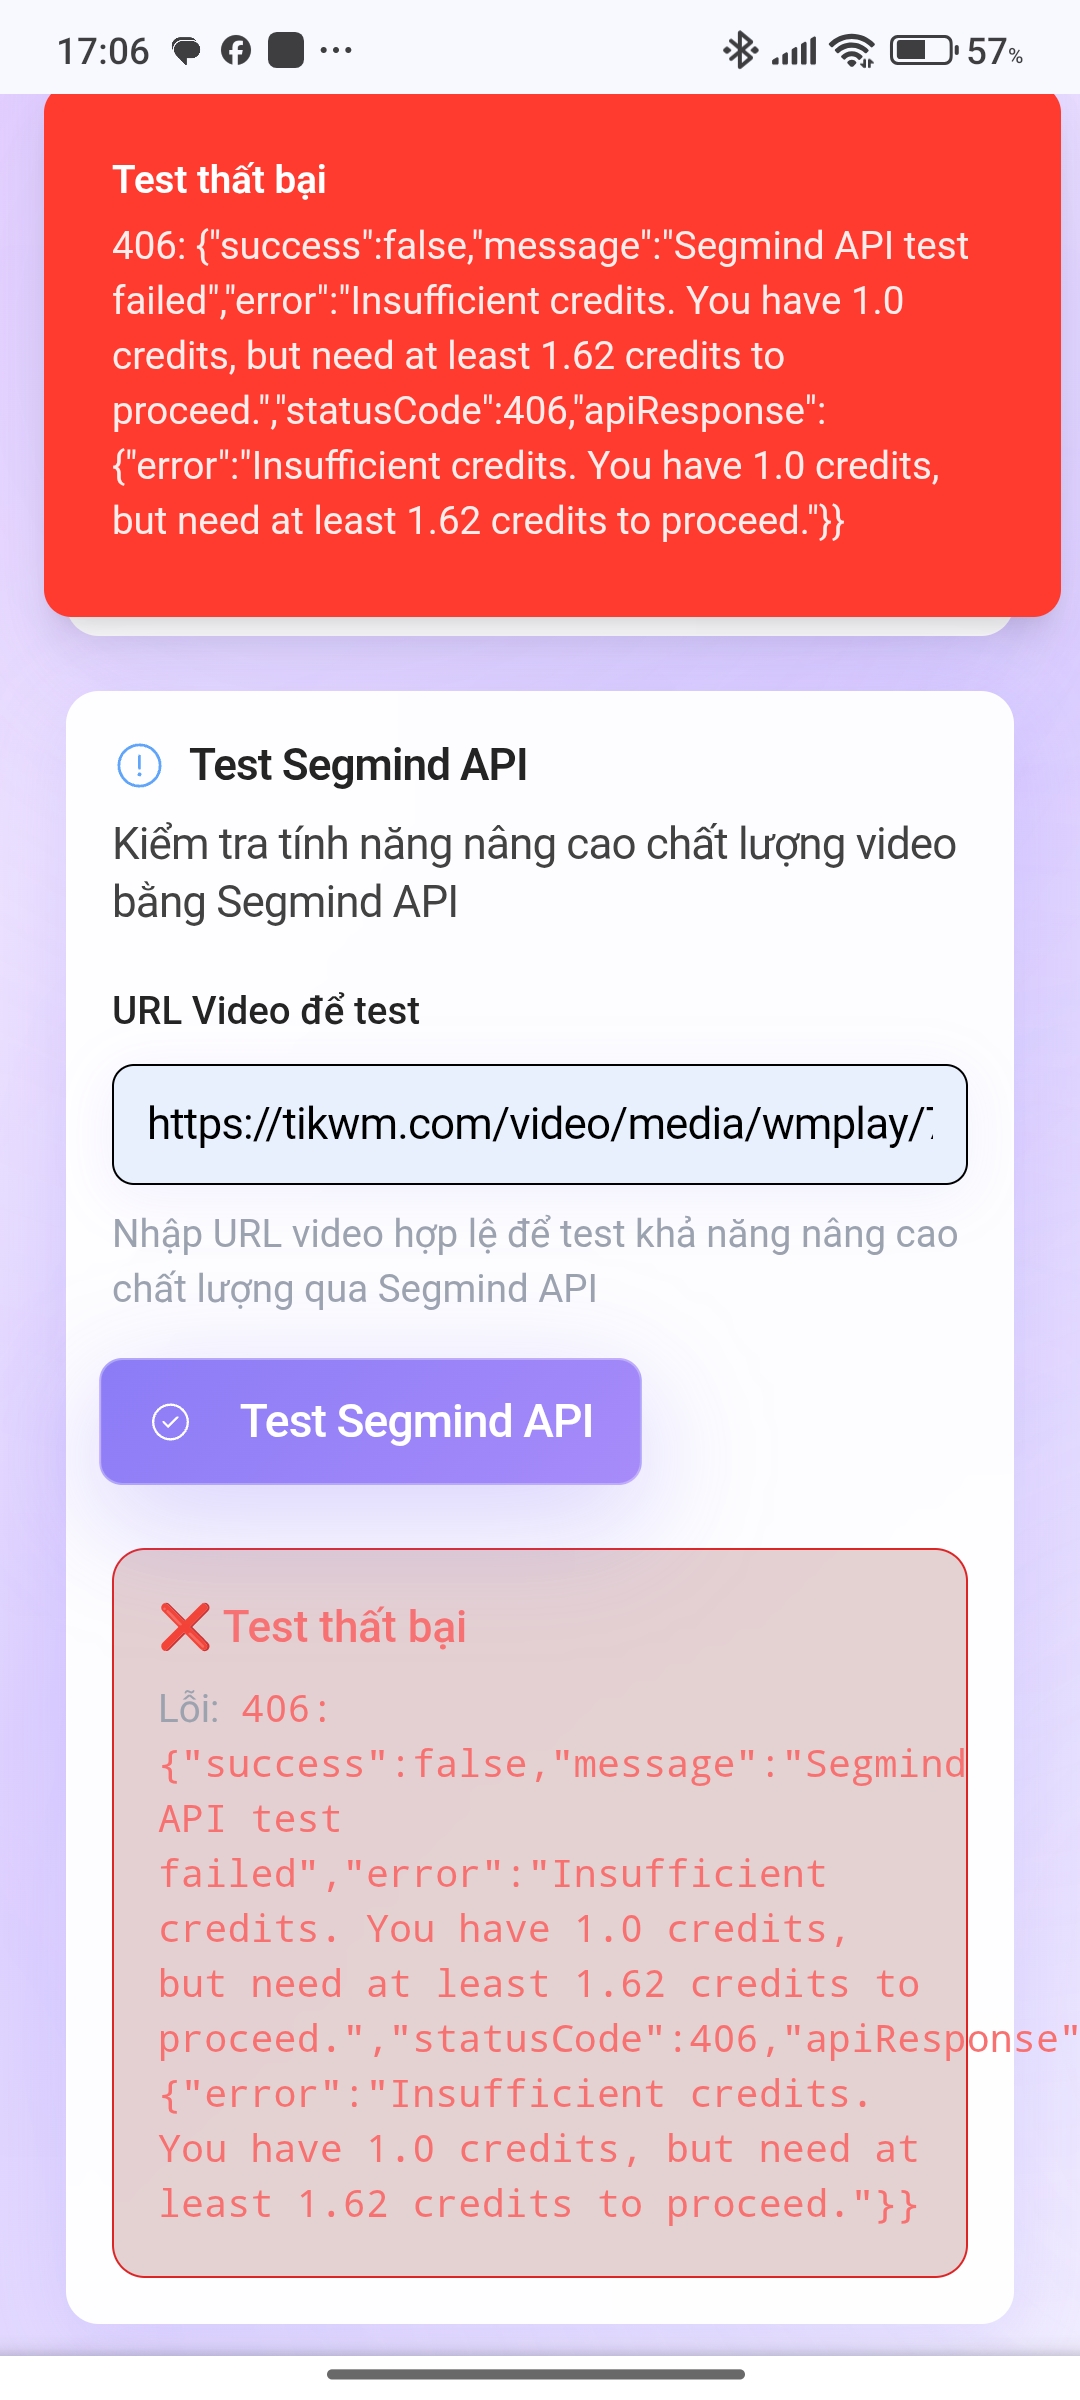 17:06
57%
Test thất bại
406: {"success":false,"message":"Segmind API test
failed","error":"Insufficient credits. You have 1.0
credits, but need at least 1.62 credits to
proceed.","statusCode":406,"apiResponse":
{"error":"Insufficient credits. You have 1.0 credits,
but need at least 1.62 credits to proceed."}}
Test Segmind API
Kiểm tra tính năng nâng cao chất lượng video
bằng Segmind API
URL Video để test
https://tikwm.com/video/media/wmplay/
Nhập URL video hợp lệ để test khả năng nâng cao
chất lượng qua Segmind API
Test Segmind API
❌ Test thất bại
Lỗi: 406:
{"success":false,"message":"Segmind
API test
failed","error":"Insufficient
credits. You have 1.0 credits,
but need at least 1.62 credits to
proceed.","statusCode":406,"apiResponse"
{"error":"Insufficient credits.
You have 1.0 credits, but need at
least 1.62 credits to proceed."}}